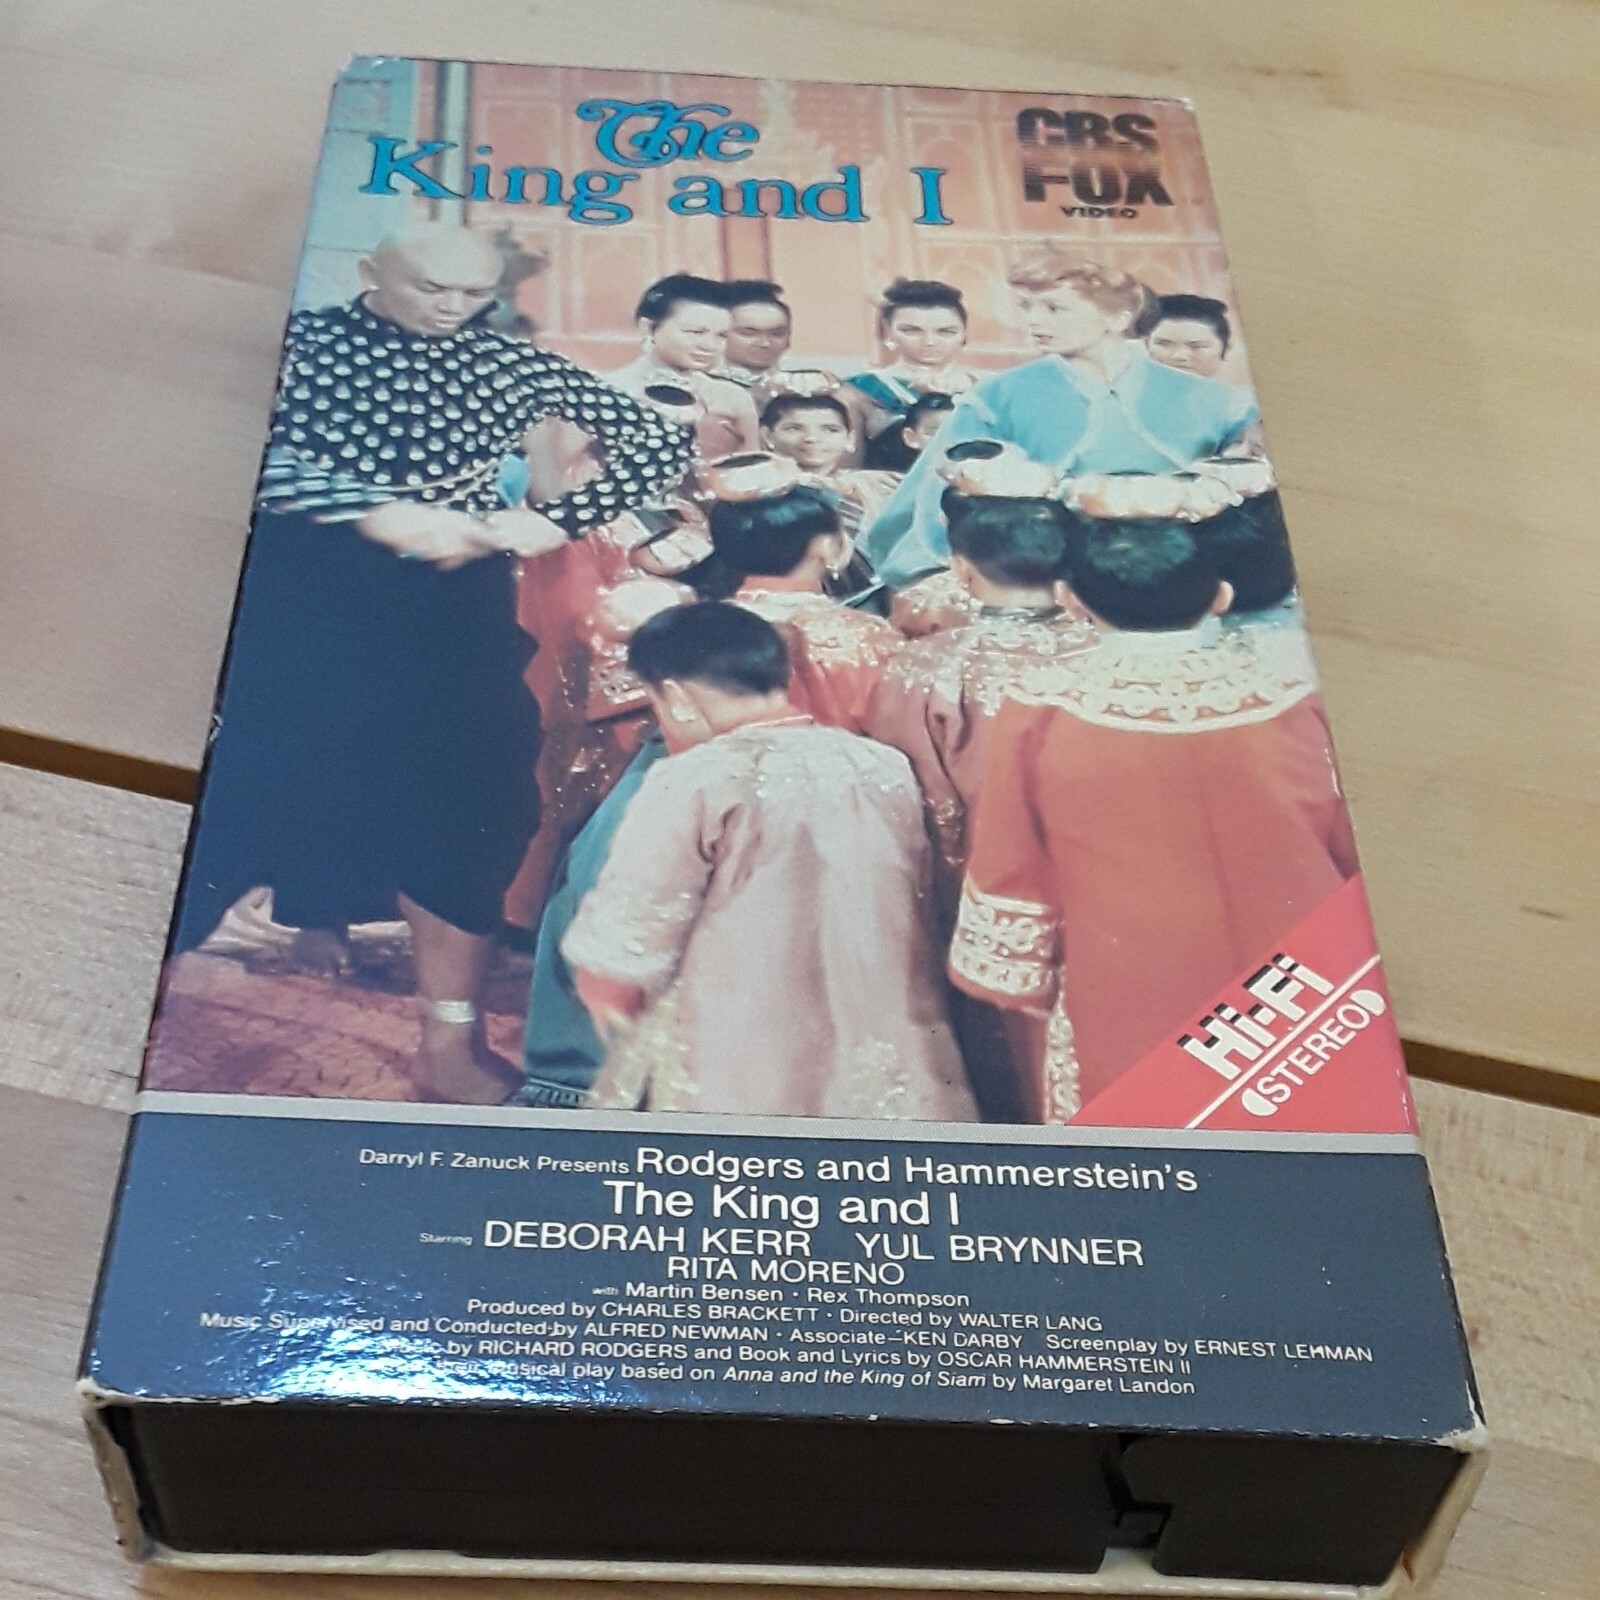 The
King and I
CBS
FOX
VIDEO
Hi-Fi
STEREO
Darryl F. Zanuck Presents Rodgers and Hammerstein's
The King and I
Starring DEBORAH KERR YUL BRYNNER
RITA MORENO
with Martin Bensen · Rex Thompson
Produced by CHARLES BRACKETT · Directed by WALTER LANG
Music Supervised and Conducted by ALFRED NEWMAN · Associate—KEN DARBY Screenplay by ERNEST LEHMAN
Music by RICHARD RODGERS and Book and Lyrics by OSCAR HAMMERSTEIN II
their musical play based on Anna and the King of Siam by Margaret Landon